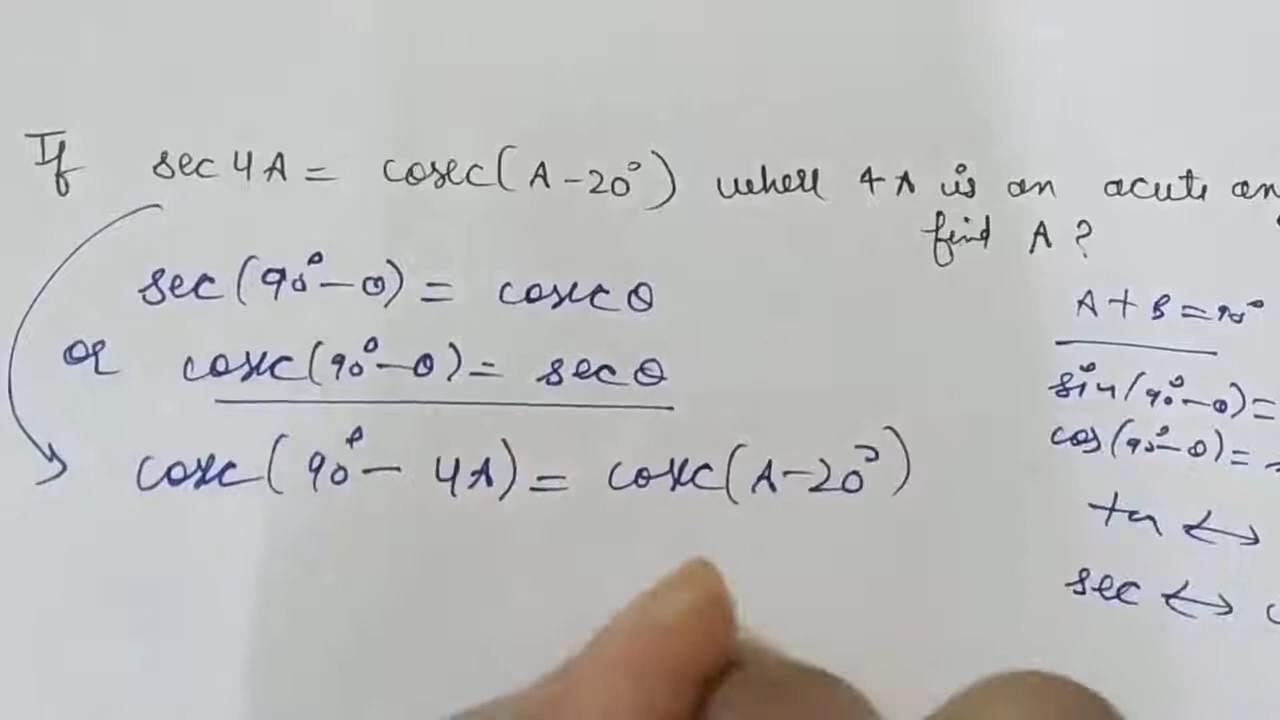 If sec 4A = cosec(A-20°) where 4A is an acute an
find A?
sec(90°-θ) = cosec θ
or cosec(90°-θ) = sec θ
cosec(90° - 4A) = cosec(A-20°)
A + B = 90°
sin(90°-θ) =
cos(90°-θ) =
tan ↔
sec ↔ c